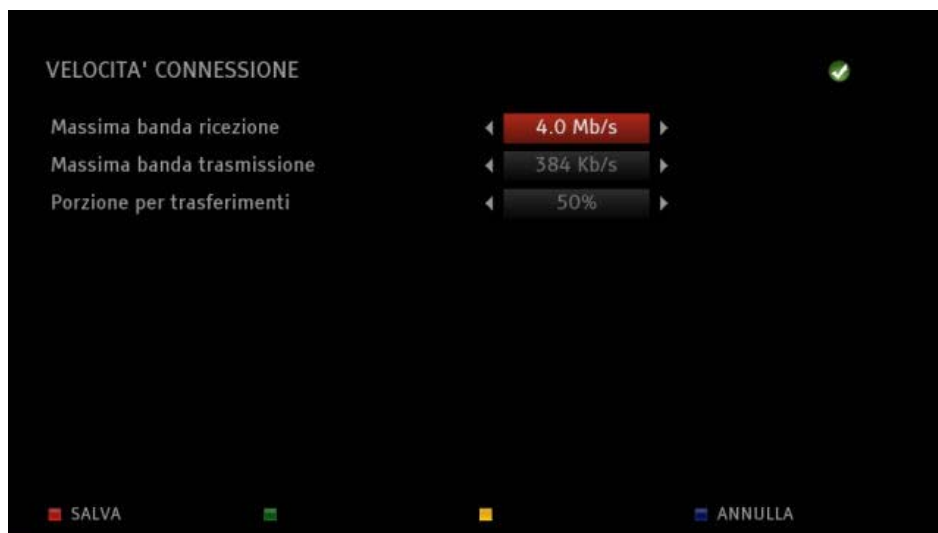 VELOCITA' CONNESSIONE
Massima banda ricezione 4.0 Mb/s
Massima banda trasmissione 384 Kb/s
Porzione per trasferimenti 50%
SALVA ANNULLA